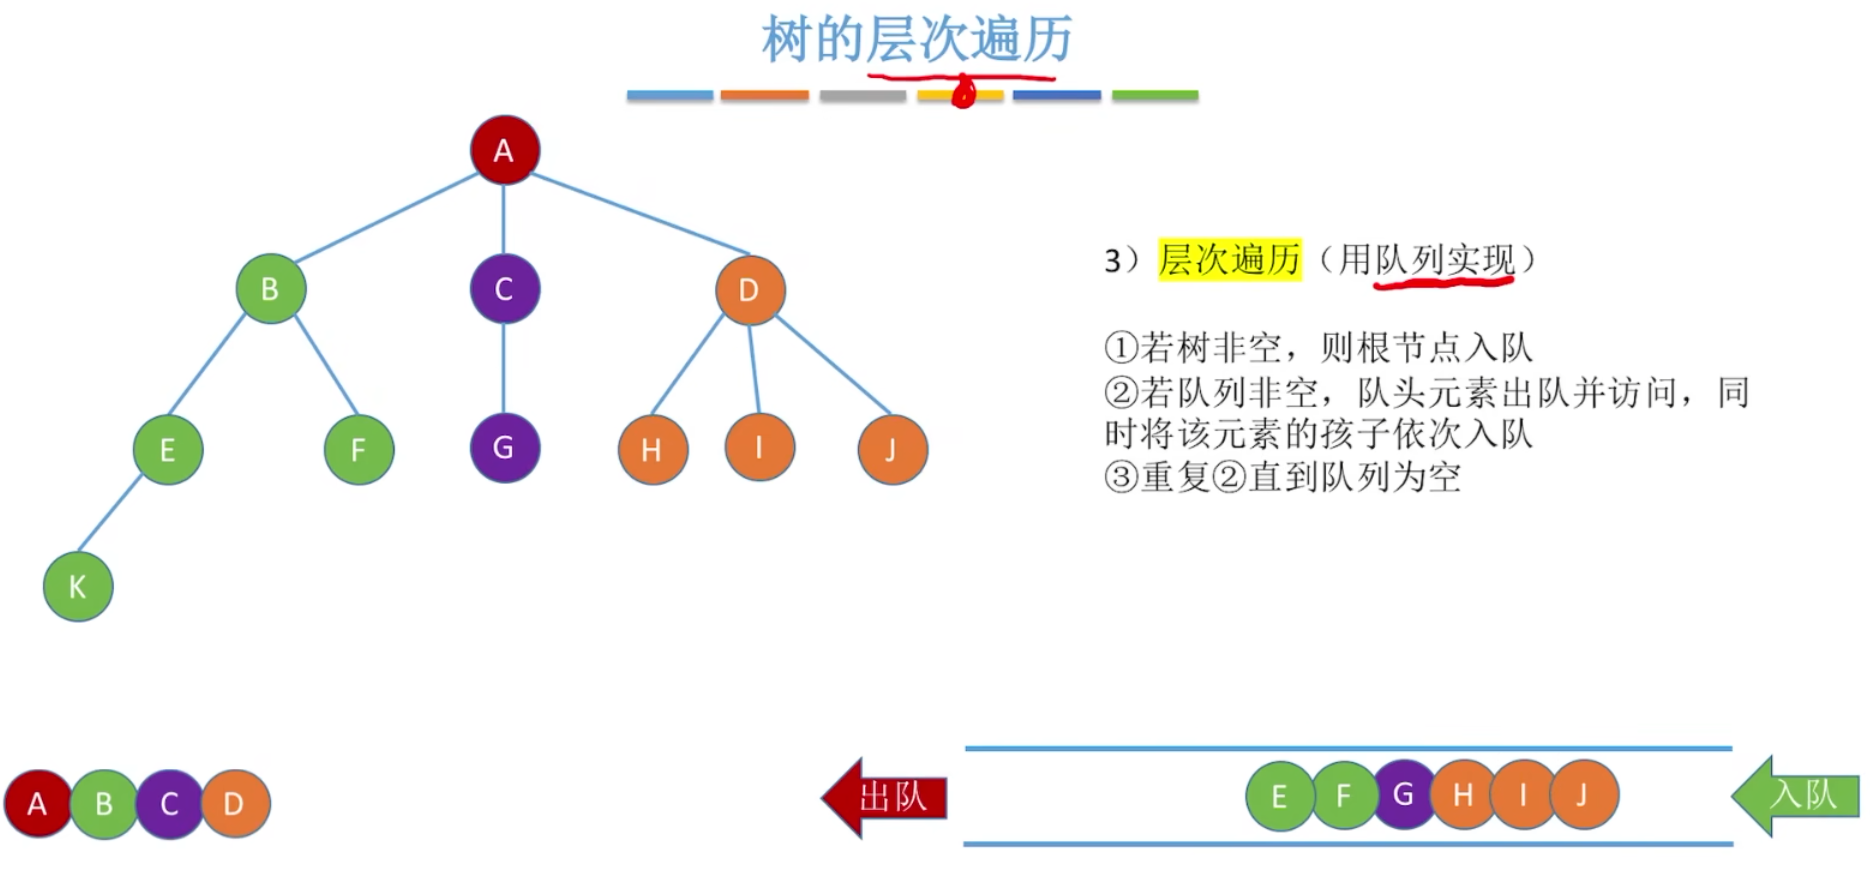 树的层次遍历
A
B
C
D
E
F
G
H
I
J
K
3）层次遍历（用队列实现）
①若树非空，则根节点入队
②若队列非空，队头元素出队并访问，同
时将该元素的孩子依次入队
③重复②直到队列为空
A B C D
出队
E F G H I J
入队